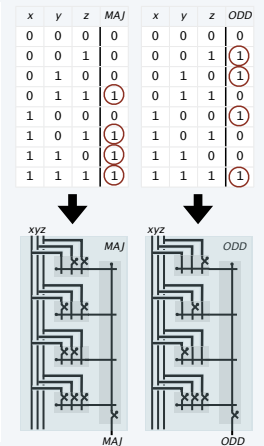 x y z MAJ x y z ODD
0 0 0 0 0 0 0 0
0 0 1 0 0 0 1 1
0 1 0 0 0 1 0 1
0 1 1 1 0 1 1 0
1 0 0 0 1 0 0 1
1 0 1 1 1 0 1 0
1 1 0 1 1 1 0 0
1 1 1 1 1 1 1 1
xyz xyz
MAJ ODD
MAJ ODD